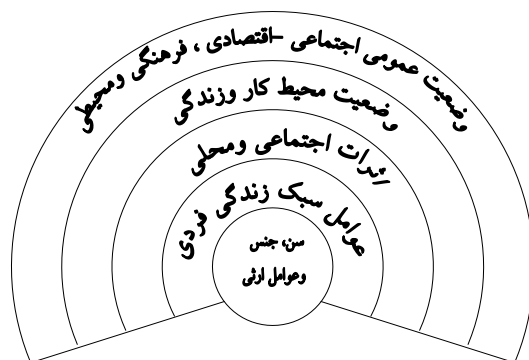 وضعیت عمومی اجتماعی –اقتصادی ، فرهنگی ومحیطی
وضعیت محیط کار وزندگی
اثرات اجتماعی ومحلی
عوامل سبک زندگی فردی
سن، جنس
وعوامل ارثی